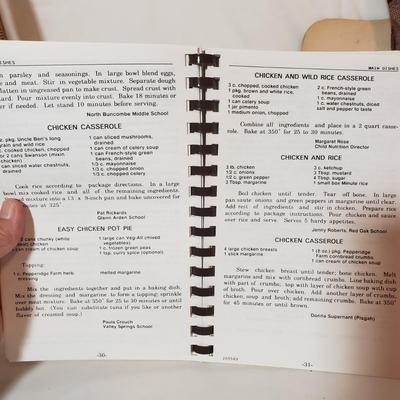 DISHES
n parsley and seasonings. In large bowl blend eggs,
e and meat. Stir in vegetable mixture. Separate dough
flatten in ungreased pan to make crust. Spread crust with
tard. Pour mixture evenly into crust. Bake 18 minutes or
er if needed. Let stand 10 minutes before serving.
North Buncombe Middle School
CHICKEN CASSEROLE
pkg. Uncle Ben's long
grain and wild rice
c. cooked chicken, chopped
or 2 cans Swanson (mixin
chicken)
can sliced water chestnuts,
drained
1 can sliced mushrooms,
drained
1 can cream of celery soup
1 can French-style green
beans, drained
1/2 c. mayonnaise
1/3 c. chopped onion
1/3 c. chopped celery
Cook rice according to package directions. In a large
bowl mix cooked rice and all of the remaining ingredients.
mixture into a 13 x 9-inch pan and bake uncovered for
minutes at 325°.
Pat Rickards
Glenn Arden School
EASY CHICKEN POT PIE
cans chunky (white
meat) chicken
can cream of chicken soup
1 large can Veg-All (mixed
vegetables)
1 c. frozen green peas
1 tsp. curry spice (optional)
Topping:
1 c. Pepperidge Farm herb
dressing
melted margarine
Mix the ingredients together and put in a baking dish.
Mix the dressing and margarine to form a topping; sprinkle
over meat mixture. Bake at 350° for 25 to 30 minutes or until
bubbly hot. (You can substitute tuna if you like or another
flavor of creamed soup.)
Paula Crouch
Valley Springs School
-30-
MAIN DISHES
CHICKEN AND WILD RICE CASSEROLE
3 c. chopped, cooked chicken
1 pkg. brown and white rice,
cooked
1 can celery soup
1 jar pimento
1 medium onion, chopped
2 c. French-style green
beans, drained
1 c. mayonnaise
1 c. water chestnuts, diced
salt and pepper to taste
Combine all ingredients and place in a 2 quart casse-
role. Bake at 350° for 25 to 30 minutes.
Margaret Rose
Child Nutrition Director
CHICKEN AND RICE
3 lb. chicken
1/2 c. onions
1/2 c. green pepper
3 Tbsp. margarine
3 c. ketchup
3 Tbsp. mustard
4 Tbsp. sugar
1 small box Minute rice
Boil chicken until tender. Tear off bone. In large
pan saute onions and green peppers in margarine until clear.
Add rest of ingredients and stir in chicken. Prepare rice
according to package instructions. Pour chicken and sauce
over rice and serve. Serves 5 hardy appetites.
Jenny Roberts, Red Oak School
CHICKEN CASSEROLE
4 large chicken breasts
1 stick margarine
1 (8 oz.) pkg. Pepperidge
Farm cornbread crumbs
1 can cream of chicken soup
Stew chicken breast until tender; bone chicken. Melt
margarine and mix with cornbread crumbs. Line baking dish
with part of crumbs; top with layer of chicken soup with cup
of broth. Pour over chicken. Add another layer of crumbs,
chicken, soup and broth; add remaining crumbs. Bake at 350°
for 45 minutes or until brown.
Donna Supernant (Pisgah)
-31-